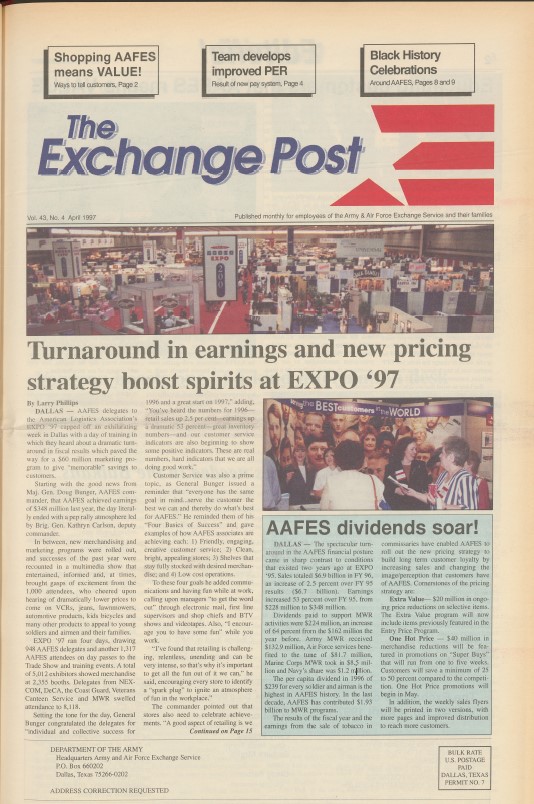 Shopping AAFES
means VALUE!
Ways to tell customers, Page 2
Team develops
improved PER
Result of new pay system, Page 4
Black History
Celebrations
Around AAFES, Pages 8 and 9
The
Exchange Post
Vol. 43, No. 4 April 1997
Published monthly for employees of the Army & Air Force Exchange Service and their families
EXPO
200
Turnaround in earnings and new pricing
strategy boost spirits at EXPO ‘97
By Larry Phillips
DALLAS — AAFES delegates to
the American Logistics Association's
EXPO '97 capped off an exhilarating
week in Dallas with a day of training in
which they heard about a dramatic turn-
around in fiscal results which paved the
way for a $60 million marketing pro-
gram to give "memorable" savings to
customers.
Starting with the good news from
Maj. Gen. Doug Bunger, AAFES com-
mander, that AAFES achieved earnings
of $348 million last year, the day literal-
ly ended with a pep rally atmosphere led
by Brig. Gen. Kathryn Carlson, deputy
commander.
In between, new merchandising and
marketing programs were rolled out,
and successes of the past year were
recounted in a multimedia show that
entertained, informed and, at times,
brought gasps of excitement from the
1,000 attendees, who cheered upon
hearing of dramatically lower prices to
come on VCRs, jeans, lawnmowers,
automotive products, kids bicycles and
many other products to appeal to young
soldiers and airmen and their families.
EXPO '97 ran four days, drawing
948 AAFES delegates and another 1,317
AAFES attendees on day passes to the
Trade Show and training events. A total
of 5,012 exhibitors showed merchandise
at 2,355 booths. Delegates from NEX-
COM, DeCA, the Coast Guard, Veterans
Canteen Service and MWR swelled
attendance to 8,118.
Setting the tone for the day, General
Bunger congratulated the delegates for
"individual and collective success for
1996 and a great start on 1997," adding,
"You've heard the numbers for 1996—
retail sales up 2.5 per cent—earnings up
a dramatic 53 percent—great inventory
numbers—and our customer service
indicators are also beginning to show
some positive indicators. These are real
numbers, hard indicators that we are all
doing good work."
Customer Service was also a prime
topic, as General Bunger issued a
reminder that "everyone has the same
goal in mind..serve the customer the
best we can and thereby do what's best
for AAFES." He reminded them of his
"Four Basics of Success" and gave
examples of how AAFES associates are
achieving each: 1) Friendly, engaging,
creative customer service; 2) Clean,
bright, appealing stores; 3) Shelves that
stay fully stocked with desired merchan-
dise; and 4) Low cost operations.
To these four goals he added commu-
nications and having fun while at work,
calling upon managers "to get the word
out" through electronic mail, first line
supervisors and shop chiefs and BTV
shows and videotapes. Also, "I encour-
age you to have some fun" while you
work.
"I've found that retailing is challeng-
ing, relentless, unending and can be
very intense, so that's why it's important
to get all the fun out of it we can," he
said, encouraging every store to identify
a "spark plug" to ignite an atmosphere
of fun in the workplace."
The commander pointed out that
stores also need to celebrate achieve-
ments. "A good aspect of retailing is we
Continued on Page 15
the BEST customers in the WORLD
AAFES dividends soar!
DALLAS — The spectacular turn-
around in the AAFES financial posture
came in sharp contrast to conditions
that existed two years ago at EXPO
'95. Sales totaled $6.9 billion in FY 96,
an increase of 2.5 percent over FY 95
results ($6.7 billion). Earnings
increased 53 percent over FY 95, from
$228 million to $348 million.
Dividends paid to support MWR
activities were $224 million, an increase
of 64 percent from the $162 million the
year before. Army MWR received
$132.9 million, Air Force services bene-
fited to the tune of $81.7 million,
Marine Corps MWR took in $8.5 mil-
lion and Navy's share was $1.2 million.
The per capita dividend in 1996 of
$239 for every soldier and airman is the
highest in AAFES history. In the last
decade, AAFES has contributed $1.93
billion to MWR programs.
The results of the fiscal year and the
earnings from the sale of tobacco in
commissaries have enabled AAFES to
roll out the new pricing strategy to
build long term customer loyalty by
increasing sales and changing the
image/perception that customers have
of AAFES. Cornerstones of the pricing
strategy are:
Extra Value— $20 million is ongo-
ing price reductions on selective items.
The Extra Value program will now
include items previously featured in the
Entry Price Program.
One Hot Price — $40 million in
merchandise reductions will be fea-
tured in promotions on "Super Buys"
that will run from one to five weeks.
Customers will save a minimum of 25
to 50 percent compared to the competi-
tion. One Hot Price promotions will
begin in May.
In addition, the weekly sales flyers
will be printed in two versions, with
more pages and improved distribution
to reach more customers.
DEPARTMENT OF THE ARMY
Headquarters Army and Air Force Exchange Service
P.O. Box 660202
Dallas, Texas 75266-0202
ADDRESS CORRECTION REQUESTED
BULK RATE
U.S. POSTAGE
PAID
DALLAS, TEXAS
PERMIT NO. 7